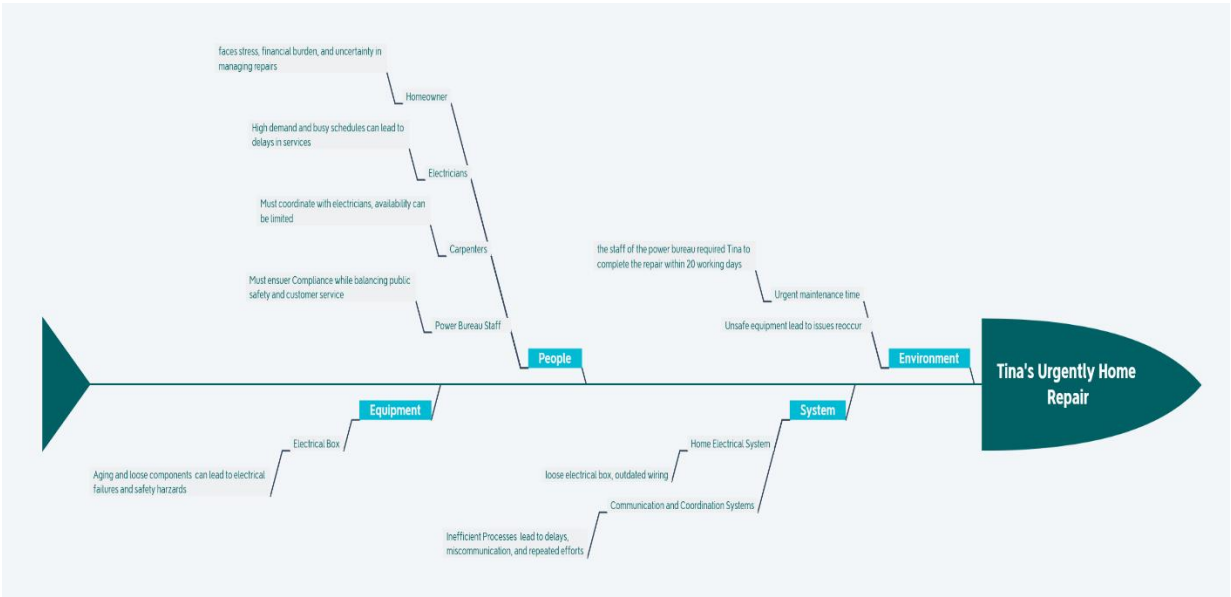 faces stress, financial burden, and uncertainty in
managing repairs
Homeowner
High demand and busy schedules can lead to
delays in services
Electricians
Must coordinate with electricians, availability can
be limited
Carpenters
Must ensuer Compliance while balancing public
safety and customer service
Power Bureau Staff
People
the staff of the power bureau required Tina to
complete the repair within 20 working days
Urgent maintenance time
Unsafe equipment lead to issues reoccur
Environment
Tina's Urgently Home
Repair
Equipment
Electrical Box
Aging and loose components can lead to electrical
failures and safety harzards
System
Home Electrical System
loose electrical box, outdated wiring
Communication and Coordination Systems
Inefficient Processes lead to delays,
miscommunication, and repeated efforts